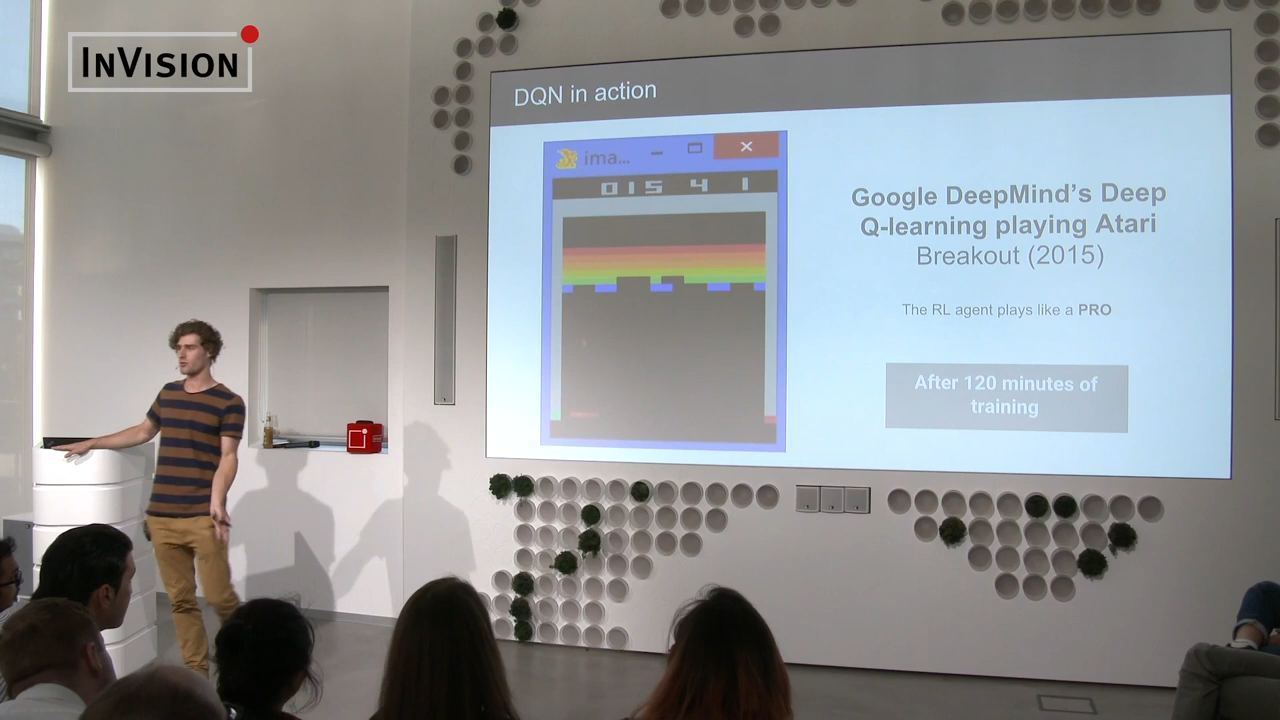 INVISION
DQN in action
ima...
015 4 1
Google DeepMind's Deep
Q-learning playing Atari
Breakout (2015)
The RL agent plays like a PRO
After 120 minutes of
training